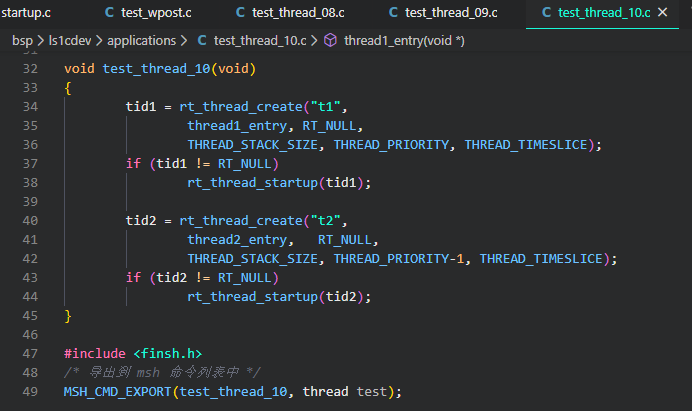 startup.c
test_wpost.c
test_thread_08.c
test_thread_09.c
test_thread_10.c
bsp > ls1cdev > applications > test_thread_10.c > thread1_entry(void *)
32 void test_thread_10(void)
33 {
34 tid1 = rt_thread_create("t1",
35 thread1_entry, RT_NULL,
36 THREAD_STACK_SIZE, THREAD_PRIORITY, THREAD_TIMESLICE);
37 if (tid1 != RT_NULL)
38 rt_thread_startup(tid1);
39
40 tid2 = rt_thread_create("t2",
41 thread2_entry, RT_NULL,
42 THREAD_STACK_SIZE, THREAD_PRIORITY-1, THREAD_TIMESLICE);
43 if (tid2 != RT_NULL)
44 rt_thread_startup(tid2);
45 }
46
47 #include <finsh.h>
48 /* 导出到 msh 命令列表中 */
49 MSH_CMD_EXPORT(test_thread_10, thread test);